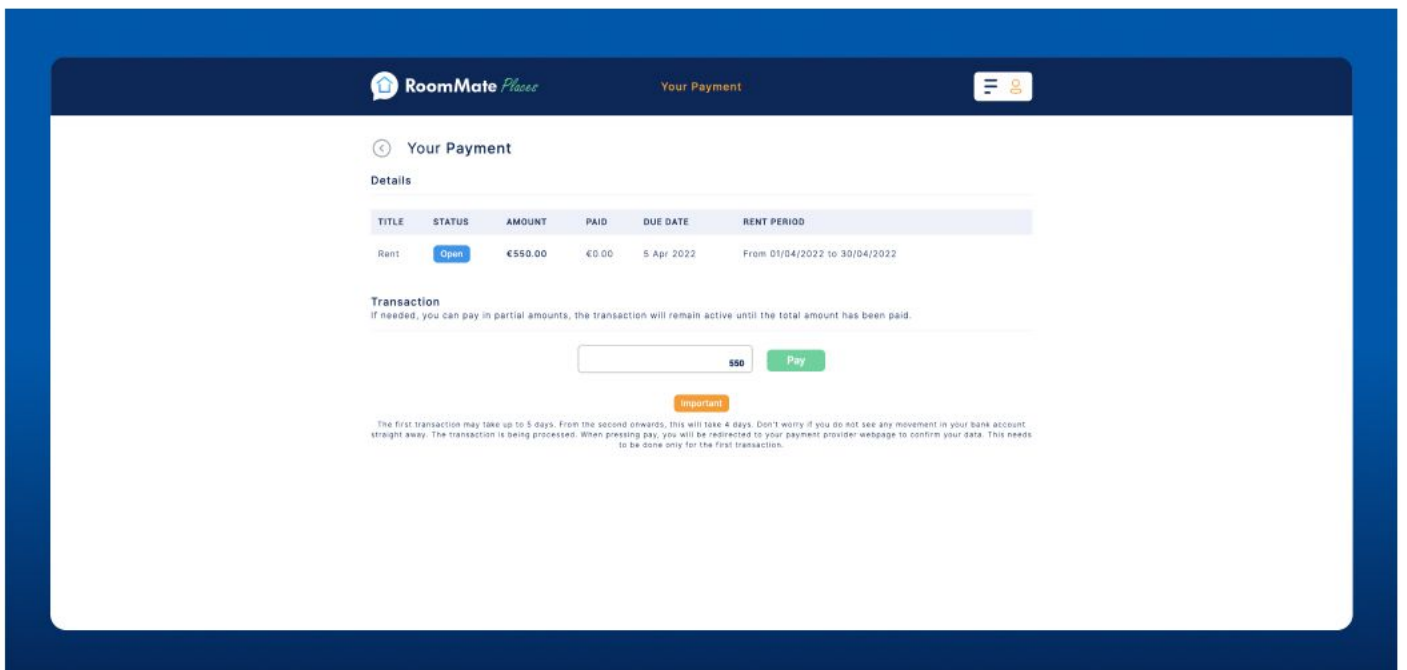 RoomMate Places
Your Payment
Your Payment
Details
TITLE STATUS AMOUNT PAID DUE DATE RENT PERIOD
Rent Open €550.00 €0.00 5 Apr 2022 From 01/04/2022 to 30/04/2022
Transaction
If needed, you can pay in partial amounts, the transaction will remain active until the total amount has been paid.
550 Pay
Important
The first transaction may take up to 5 days. From the second onwards, this will take 4 days. Don't worry if you do not see any movement in your bank account
straight away. The transaction is being processed. When pressing pay, you will be redirected to your payment provider webpage to confirm your data. This needs
to be done only for the first transaction.